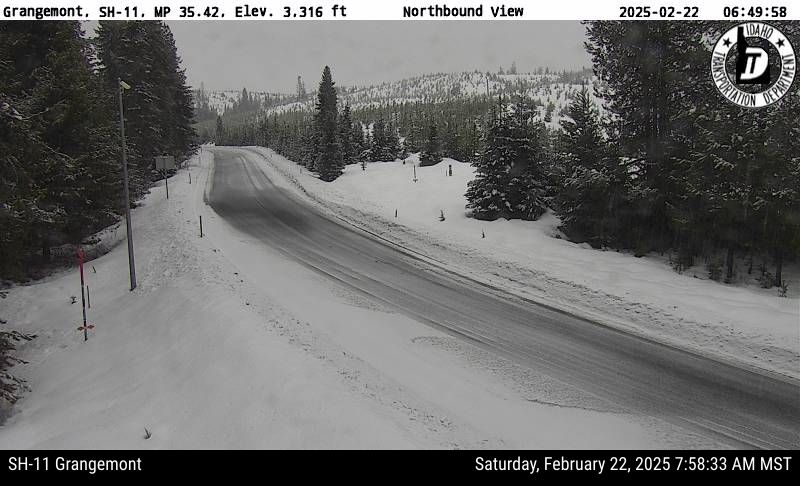 Grangemont, SH-11, MP 35.42, Elev. 3,316 ft Northbound View 2025-02-22 06:49:58
IDAHO
TRANSPORTATION DEPARTMENT
SH-11 Grangemont Saturday, February 22, 2025 7:58:33 AM MST